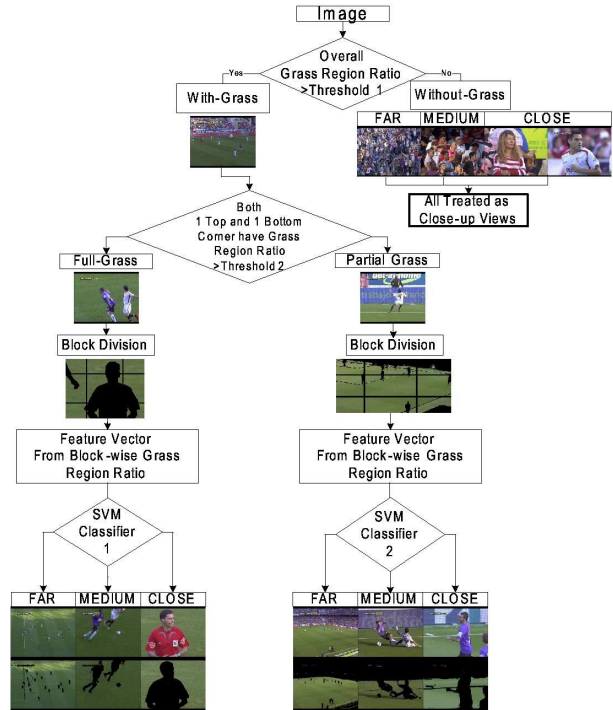 Image
Overall
Grass Region Ratio
>Threshold 1
Yes
No
With-Grass
Without-Grass
FAR MEDIUM CLOSE
All Treated as
Close-up Views
Both
1 Top and 1 Bottom
Corner have Grass
Region Ratio
>Threshold 2
Full-Grass
Partial Grass
Block Division
Block Division
Feature Vector
From Block-wise Grass
Region Ratio
Feature Vector
From Block-wise Grass
Region Ratio
SVM
Classifier
1
SVM
Classifier
2
FAR MEDIUM CLOSE
FAR MEDIUM CLOSE